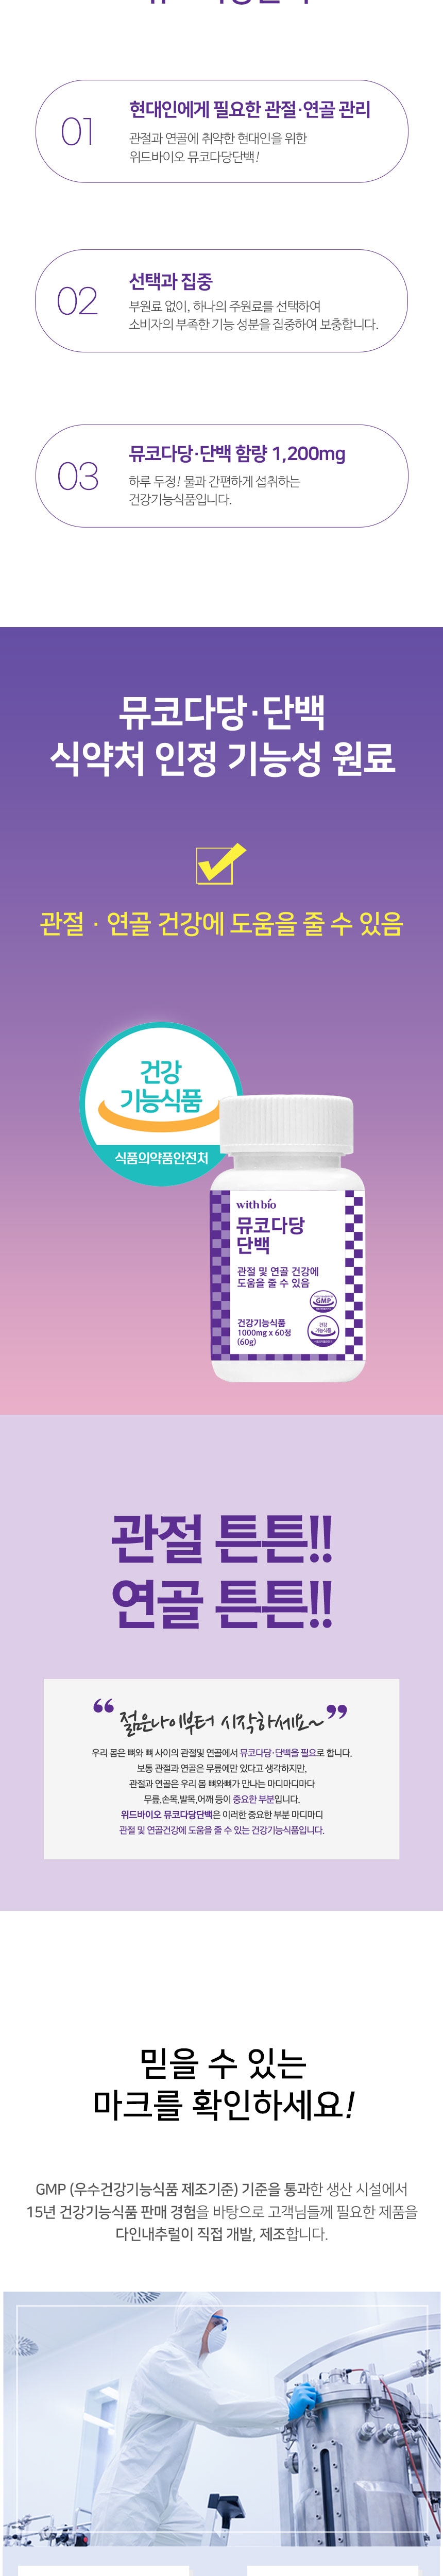 01
현대인에게 필요한 관절·연골 관리
관절과 연골에 취약한 현대인을 위한
위드바이오 뮤코다당단백!
02
선택과 집중
부원료 없이, 하나의 주원료를 선택하여
소비자의 부족한 기능 성분을 집중하여 보충합니다.
03
뮤코다당·단백 함량 1,200mg
하루 두정! 물과 간편하게 섭취하는
건강기능식품입니다.
뮤코다당·단백
식약처 인정 기능성 원료
관절 · 연골 건강에 도움을 줄 수 있음
건강
기능식품
식품의약품안전처
withbio
뮤코다당
단백
관절 및 연골 건강에
도움을 줄 수 있음
GMP
건강기능식품
1000mg x 60정
(60g)
건강
기능식품
관절 튼튼!!
연골 튼튼!!
“젊은나이부터 시작하세요~”
우리 몸은 뼈와 뼈 사이의 관절및 연골에서 뮤코다당·단백을 필요로 합니다.
보통 관절과 연골은 무릎에만 있다고 생각하지만,
관절과 연골은 우리 몸 뼈와뼈가 만나는 마디마디마다
무릎,손목,발목,어깨 등이 중요한 부분입니다.
위드바이오 뮤코다당단백은 이러한 중요한 부분 마디마디
관절 및 연골건강에 도움을 줄 수 있는 건강기능식품입니다.
믿을 수 있는
마크를 확인하세요!
GMP (우수건강기능식품 제조기준) 기준을 통과한 생산 시설에서
15년 건강기능식품 판매 경험을 바탕으로 고객님들께 필요한 제품을
다인내추럴이 직접 개발, 제조합니다.